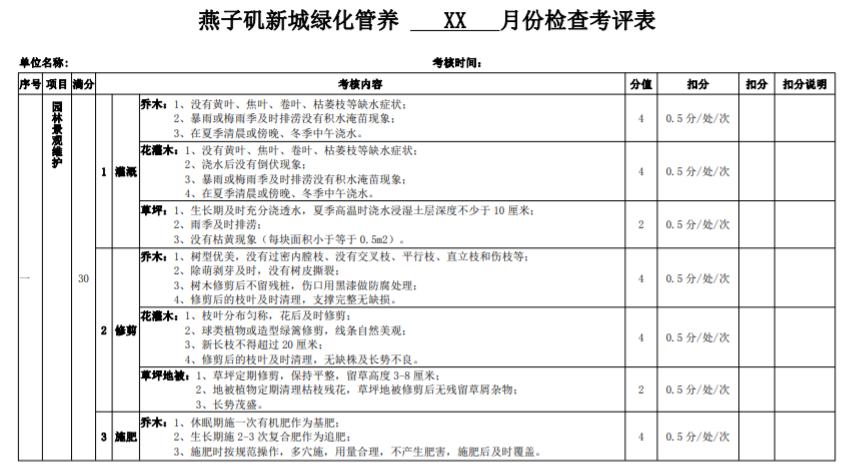 燕子矶新城绿化管养 XX 月份检查考评表
单位名称: 考核时间:
序号 项目 满分 考核内容 分值 扣分 扣分 扣分说明
一 园林景观维护 30
1 灌溉
乔木: 1、没有黄叶、焦叶、卷叶、枯萎枝等缺水症状;
2、暴雨或梅雨季及时排涝没有积水淹苗现象;
3、在夏季清晨或傍晚、冬季中午浇水。
4 0.5 分/处/次
花灌木: 1、没有黄叶、焦叶、卷叶、枯萎枝等缺水症状;
2、浇水后没有倒伏现象;
3、暴雨或梅雨季及时排涝没有积水淹苗现象;
4、在夏季清晨或傍晚、冬季中午浇水。
4 0.5 分/处/次
草坪: 1、生长期及时充分浇透水，夏季高温时浇水浸湿土层深度不少于 10 厘米;
2、雨季及时排涝;
3、没有枯黄现象（每块面积小于等于 0.5m2）。
2 0.5 分/处/次
2 修剪
乔木: 1、树型优美，没有过密内膛枝、没有交叉枝、平行枝、直立枝和伤枝等;
2、除萌剥芽及时，没有树皮撕裂;
3、树木修剪后不留残桩，伤口用黑漆做防腐处理;
4、修剪后的枝叶及时清理，支撑完整无缺损。
4 0.5 分/处/次
花灌木: 1、枝叶分布匀称，花后及时修剪;
2、球类植物或造型绿篱修剪，线条自然美观;
3、新长枝不得超过 20 厘米;
4、修剪后的枝叶及时清理，无缺株及长势不良。
4 0.5 分/处/次
草坪地被: 1、草坪定期修剪，保持平整，留草高度 3-8 厘米;
2、地被植物定期清理枯枝残花，草坪地被修剪后无残留草屑杂物;
3、长势茂盛。
2 0.5 分/处/次
3 施肥
乔木: 1、休眠期施一次有机肥作为基肥;
2、生长期施 2-3 次复合肥作为追肥;
3、施肥时按规范操作，多穴施，用量合理，不产生肥害，施肥后及时覆盖。
4 0.5 分/处/次